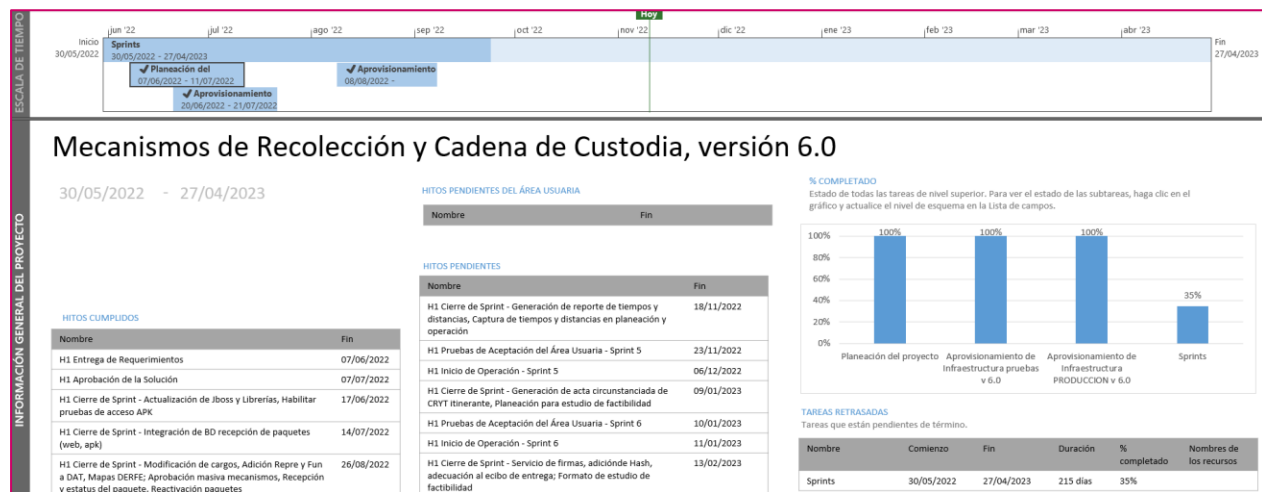 ESCALA DE TIEMPO
Hoy
jun '22
jul '22
ago '22
sep '22
oct '22
nov '22
dic '22
ene '23
feb '23
mar '23
abr '23
Inicio
30/05/2022
Sprints
30/05/2022 - 27/04/2023
Fin
27/04/2023
✔ Planeación del
07/06/2022 - 11/07/2022
✔ Aprovisionamiento
08/08/2022 -
✔ Aprovisionamiento
20/06/2022 - 21/07/2022
INFORMACIÓN GENERAL DEL PROYECTO
Mecanismos de Recolección y Cadena de Custodia, versión 6.0
30/05/2022 - 27/04/2023
HITOS CUMPLIDOS
Nombre Fin
H1 Entrega de Requerimientos 07/06/2022
H1 Aprobación de la Solución 07/07/2022
H1 Cierre de Sprint - Actualización de Jboss y Librerías, Habilitar 17/06/2022
pruebas de acceso APK
H1 Cierre de Sprint - Integración de BD recepción de paquetes 14/07/2022
(web, apk)
H1 Cierre de Sprint - Modificación de cargos, Adición Repre y Fun 26/08/2022
a DAT, Mapas DERFE; Aprobación masiva mecanismos, Recepción
y estatus del paquete, Reactivación paquetes
HITOS PENDIENTES DEL ÁREA USUARIA
Nombre Fin
HITOS PENDIENTES
Nombre Fin
H1 Cierre de Sprint - Generación de reporte de tiempos y 18/11/2022
distancias, Captura de tiempos y distancias en planeación y
operación
H1 Pruebas de Aceptación del Área Usuaria - Sprint 5 23/11/2022
H1 Inicio de Operación - Sprint 5 06/12/2022
H1 Cierre de Sprint - Generación de acta circunstanciada de 09/01/2023
CRYT itinerante, Planeación para estudio de factibilidad
H1 Pruebas de Aceptación del Área Usuaria - Sprint 6 10/01/2023
H1 Inicio de Operación - Sprint 6 11/01/2023
H1 Cierre de Sprint - Servicio de firmas, adiciónde Hash, 13/02/2023
adecuación al ecibo de entrega; Formato de estudio de
factibilidad
% COMPLETADO
Estado de todas las tareas de nivel superior. Para ver el estado de las subtareas, haga clic en el
gráfico y actualice el nivel de esquema en la Lista de campos.
100%
80%
60%
40%
20%
0%
100%
100%
100%
35%
Planeación del proyecto
Aprovisionamiento de
Infraestructura pruebas
v 6.0
Aprovisionamiento de
Infraestructura
PRODUCCION v 6.0
Sprints
TAREAS RETRASADAS
Tareas que están pendientes de término.
Nombre Comienzo Fin Duración % completado Nombres de los recursos
Sprints 30/05/2022 27/04/2023 215 días 35%